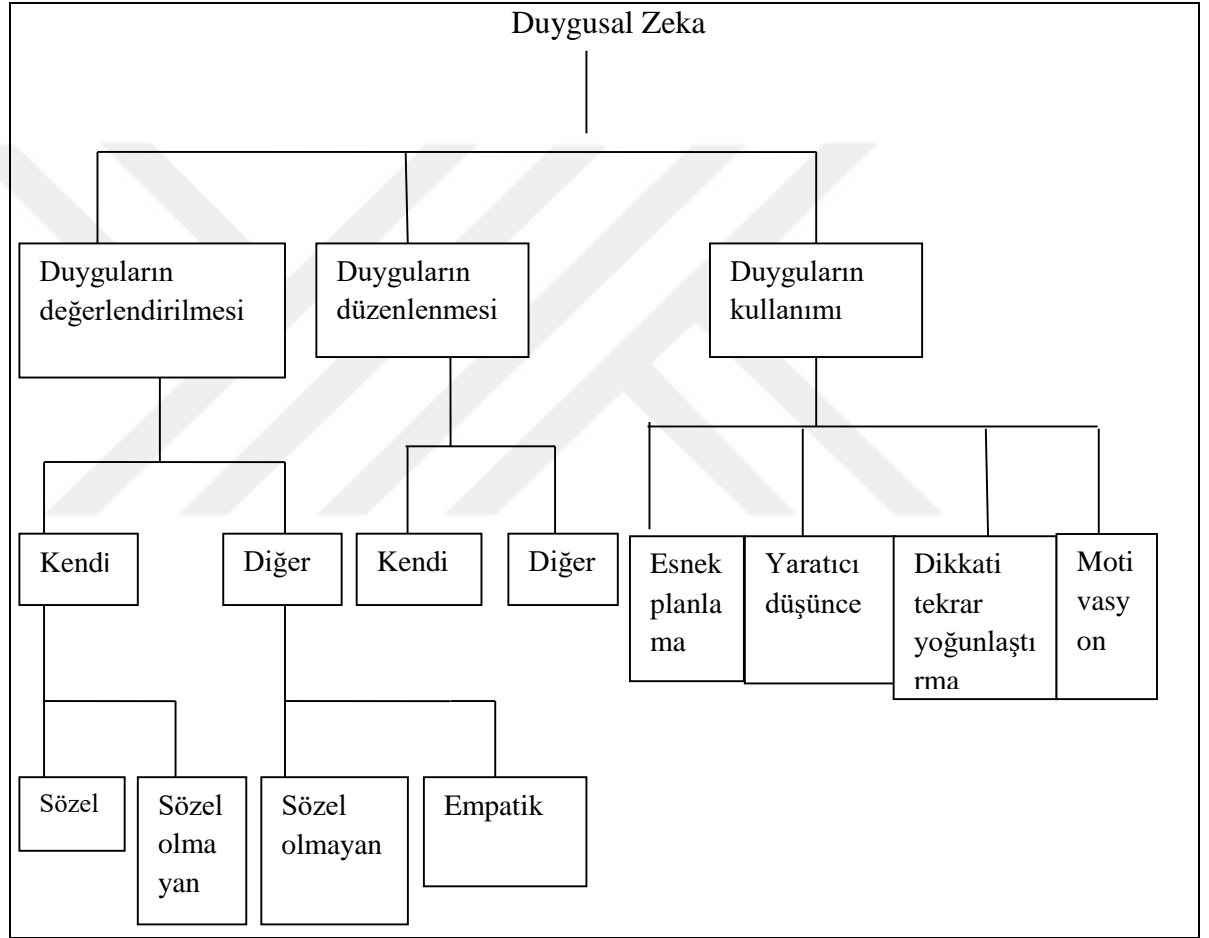 Duygusal Zeka
Duyguların
değerlendirilmesi
Duyguların
düzenlenmesi
Duyguların
kullanımı
Kendi
Diğer
Kendi
Diğer
Esnek
planla
ma
Yaratıcı
düşünce
Dikkati
tekrar
yoğunlaştı
rma
Moti
vasy
on
Sözel
Sözel
olma
yan
Sözel
olmayan
Empatik